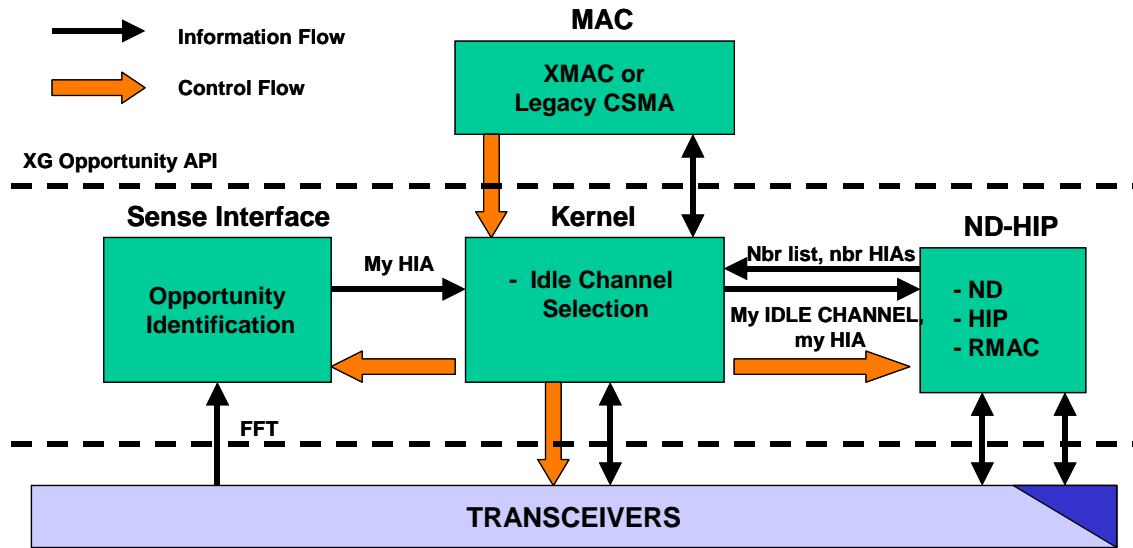 MAC
Information Flow
Control Flow
XMAC or
Legacy CSMA
XG Opportunity API
Sense Interface
Kernel
ND-HIP
My HIA
Nbr list, nbr HIAs
Opportunity
Identification
- Idle Channel
Selection
- ND
- HIP
- RMAC
My IDLE CHANNEL,
my HIA
FFT
TRANSCEIVERS